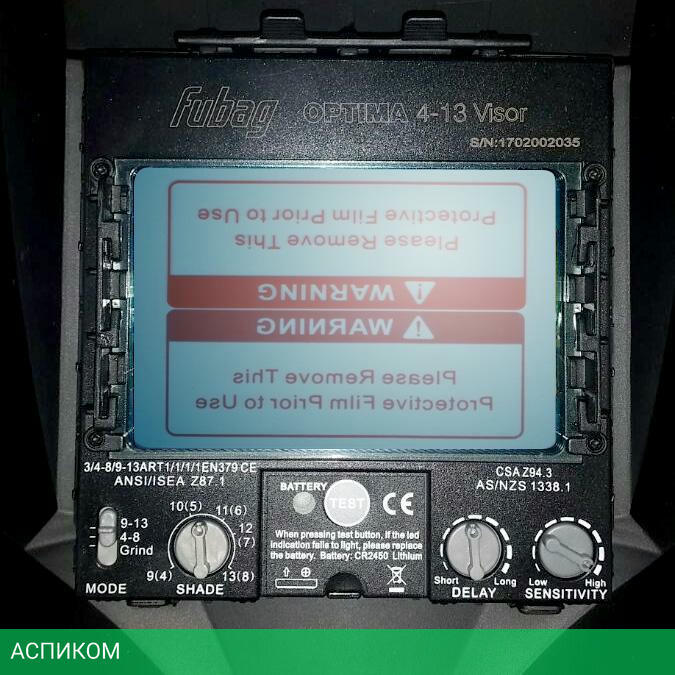 Fubag OPTIMA 4-13 Visor
S/N:1702002035
Protective Film Prior to Use
Please Remove This
WARNING
WARNING
Please Remove This
Protective Film Prior to Use
3/4-8/9-13ART1/1/1/1EN379 CE
ANSI/ISEA Z87.1
CSA Z94.3
AS/NZS 1338.1
9-13
4-8
Grind
MODE
10(5)
11(6)
12
(7)
9(4)
13(8)
SHADE
BATTERY
TEST
CE
When pressing test button, if the led
indication fails to light, please replace
the battery. Battery: CR2450 Lithium
Short
Long
DELAY
Low
High
SENSITIVITY
АСПИКОМ